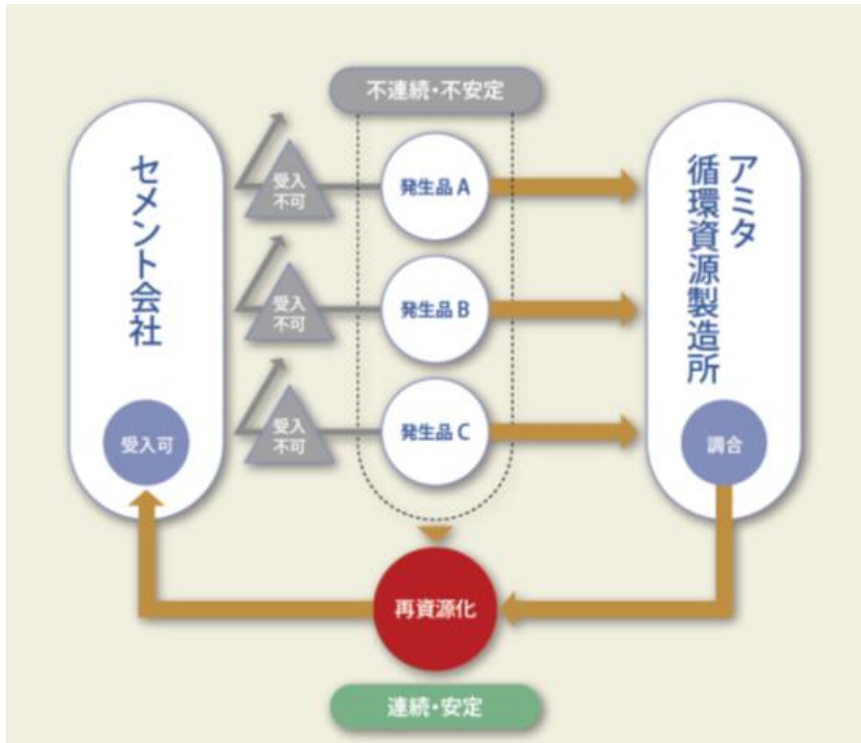 不連続・不安定
セメント会社
受入可
受入
不可
発生品 A
受入
不可
発生品 B
受入
不可
発生品 C
アミタ
循環資源製造所
調合
再資源化
連続・安定